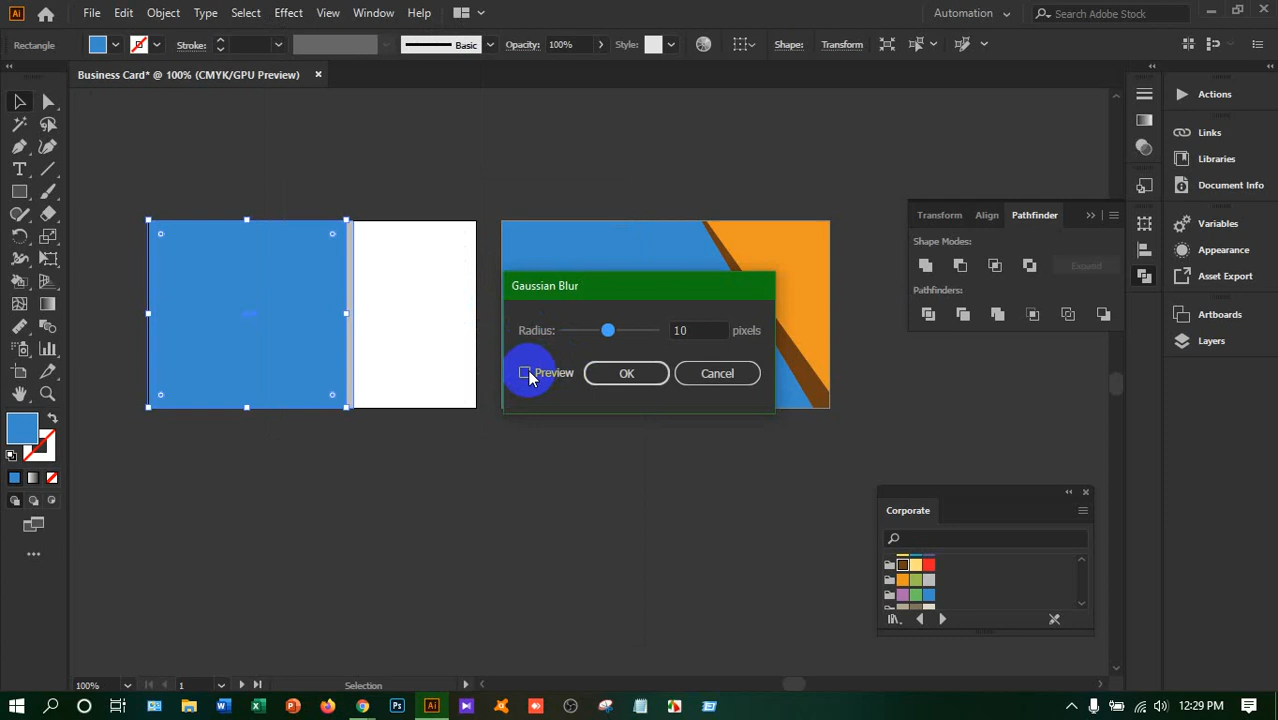 Ai File Edit Object Type Select Effect View Window Help Automation Search Adobe Stock
Rectangle Stroke: Basic Opacity: 100% Style: Shape: Transform
Business Card* @ 100% (CMYK/GPU Preview)
Actions
Links
Libraries
Document Info
Variables
Appearance
Asset Export
Artboards
Layers
Transform Align Pathfinder
Shape Modes:
Expand
Pathfinders:
Gaussian Blur
Radius: 10 pixels
Preview OK Cancel
Corporate
100% 1 Selection
12:29 PM